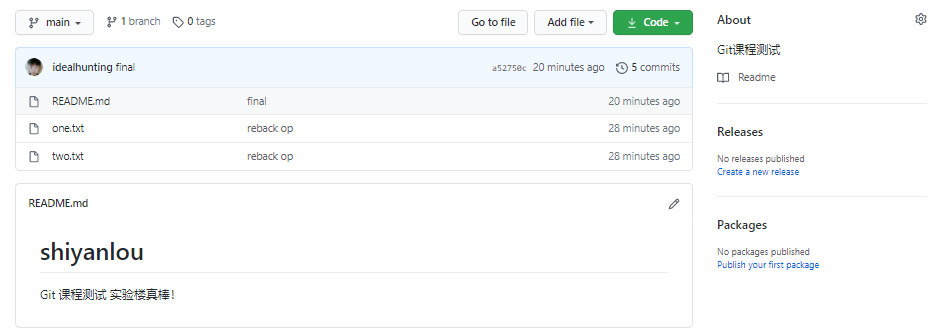 main 1 branch 0 tags Go to file Add file Code
idealhunting final a52750c 20 minutes ago 5 commits
README.md final 20 minutes ago
one.txt reback op 28 minutes ago
two.txt reback op 28 minutes ago
README.md
shiyanlou
Git 课程测试 实验楼真棒!
About
Git课程测试
Readme
Releases
No releases published
Create a new release
Packages
No packages published
Publish your first package